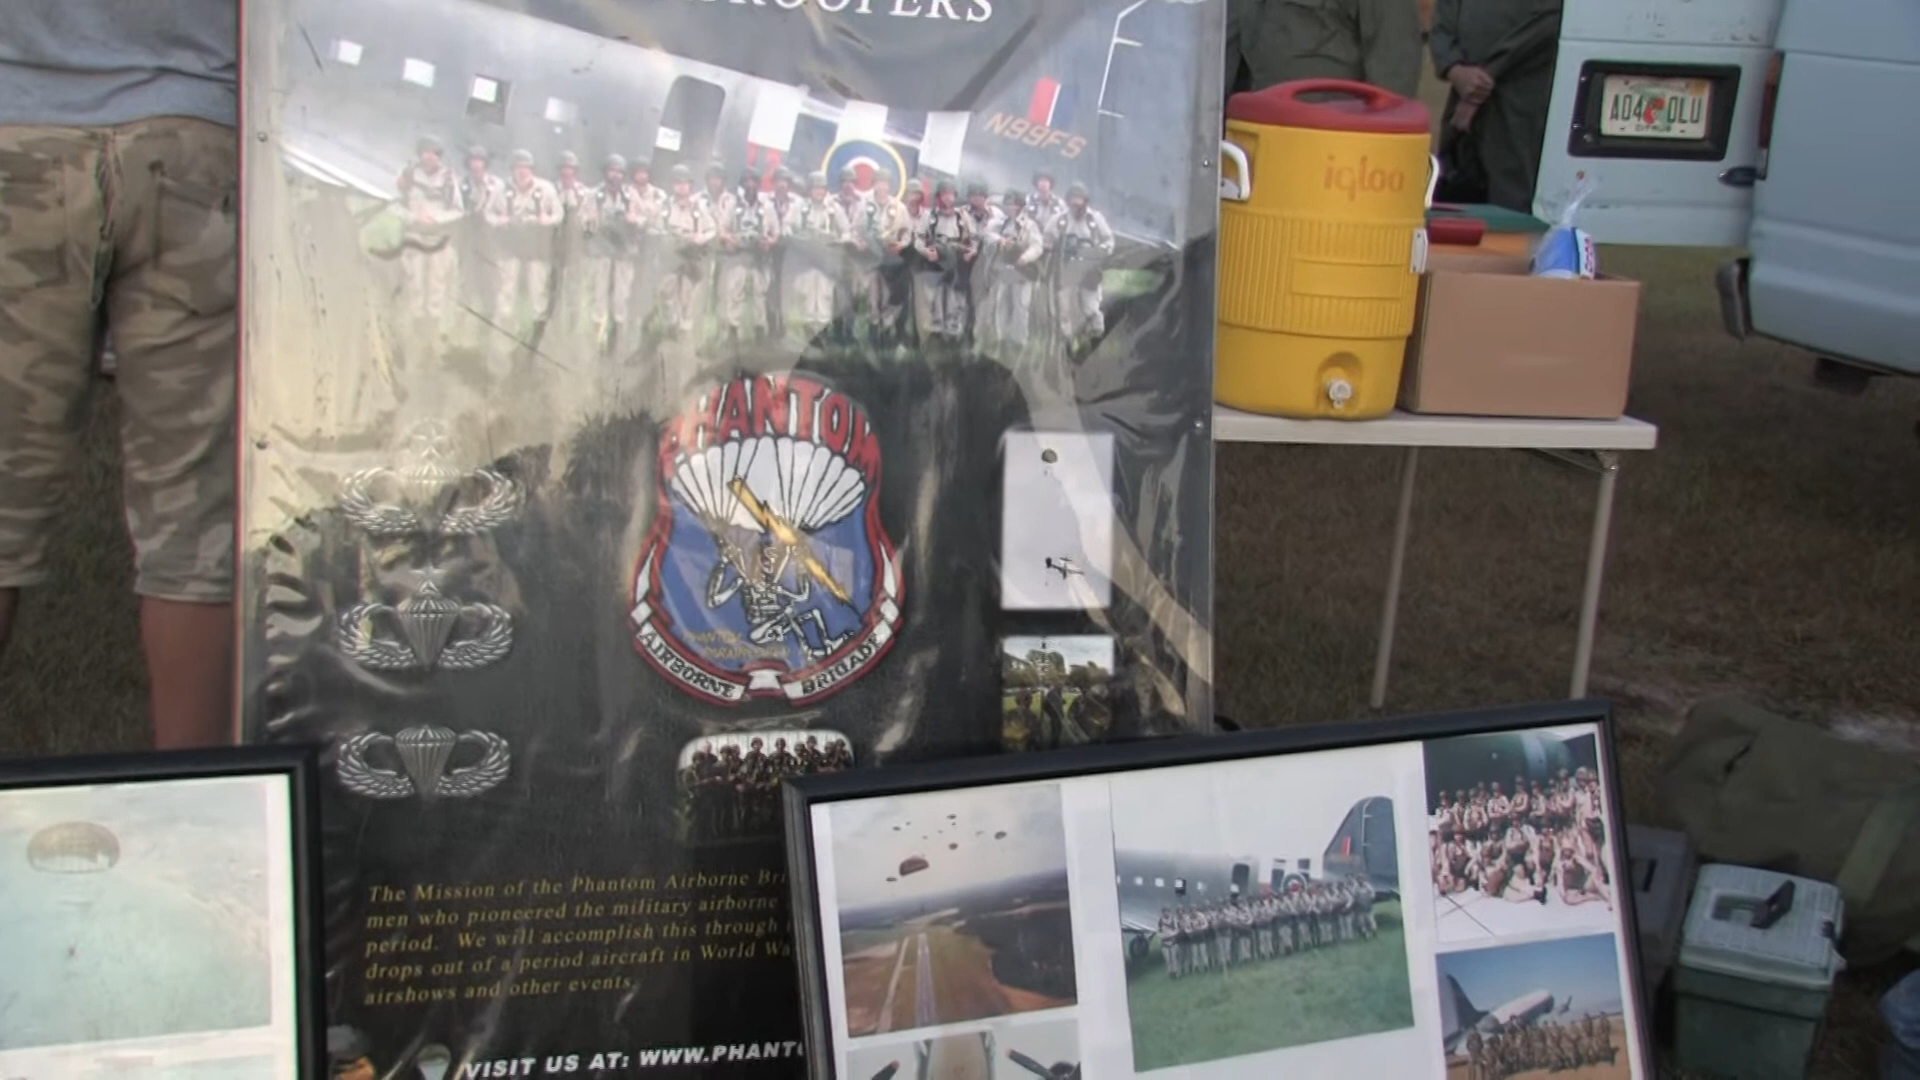 ROOPERS
N99FS
igloo
A04 OLU
CITRUS
PHANTOM
AIRBORNE BRIGADE
The Mission of the Phantom Airborne Bri
men who pioneered the military airborne
period. We will accomplish this through
drops out of a period aircraft in World Wa
airshows and other events.
VISIT US AT: WWW.PHANT